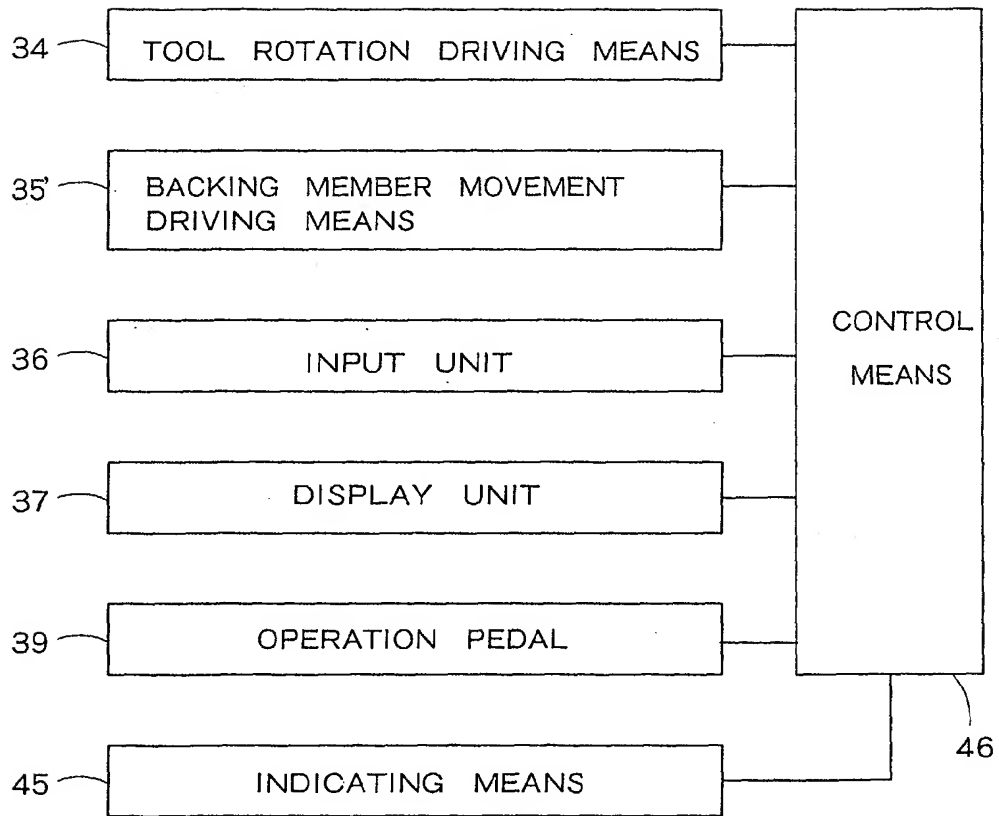 34
TOOL ROTATION DRIVING MEANS
35'
BACKING MEMBER MOVEMENT
DRIVING MEANS
36
INPUT UNIT
CONTROL
MEANS
37
DISPLAY UNIT
39
OPERATION PEDAL
46
45
INDICATING MEANS